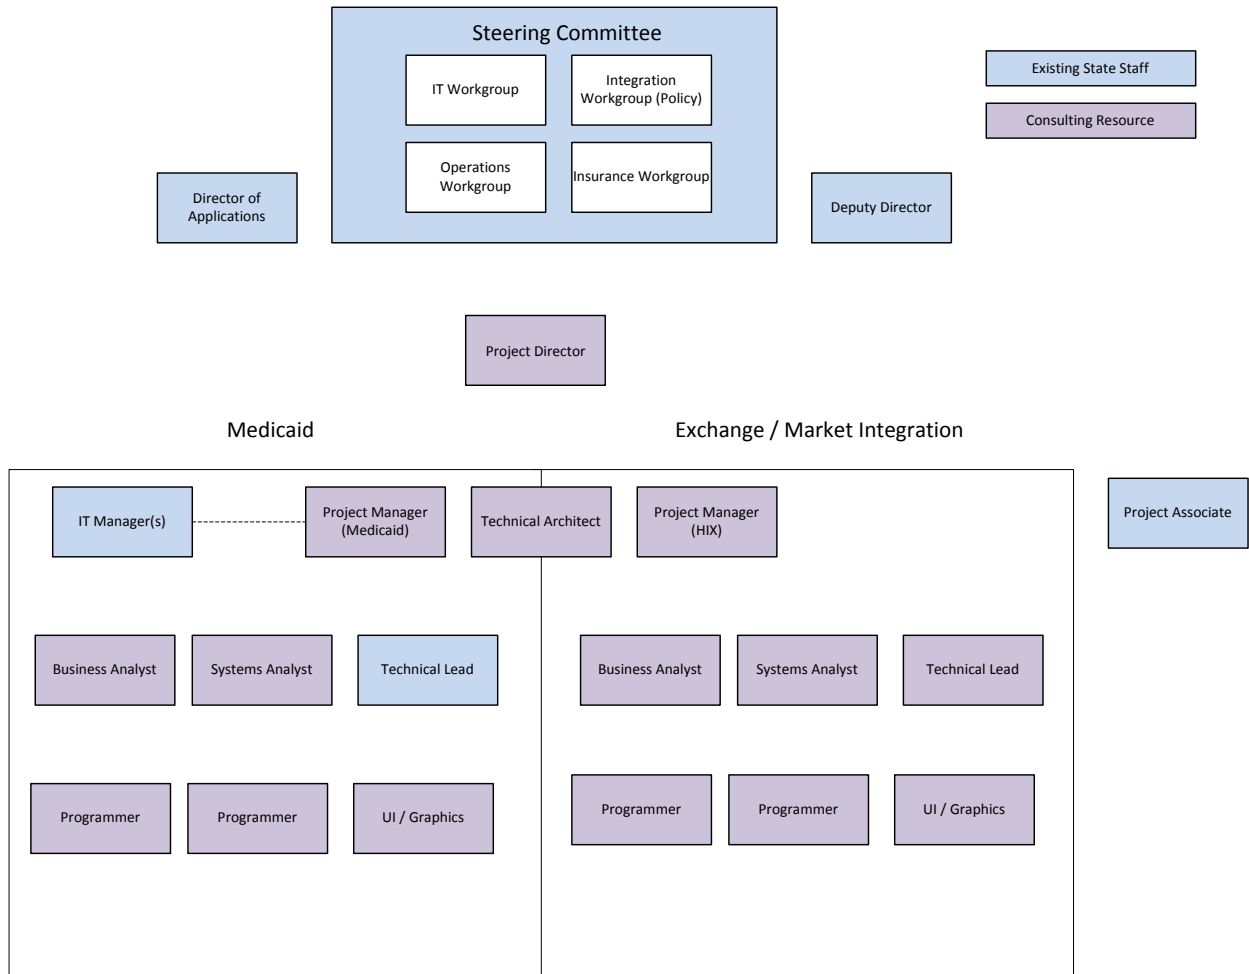 Steering Committee
IT Workgroup
Integration
Workgroup (Policy)
Operations
Workgroup
Insurance Workgroup
Existing State Staff
Consulting Resource
Director of
Applications
Deputy Director
Project Director
Medicaid
Exchange / Market Integration
IT Manager(s)
Project Manager
(Medicaid)
Technical Architect
Project Manager
(HIX)
Project Associate
Business Analyst
Systems Analyst
Technical Lead
Business Analyst
Systems Analyst
Technical Lead
Programmer
Programmer
UI / Graphics
Programmer
Programmer
UI / Graphics